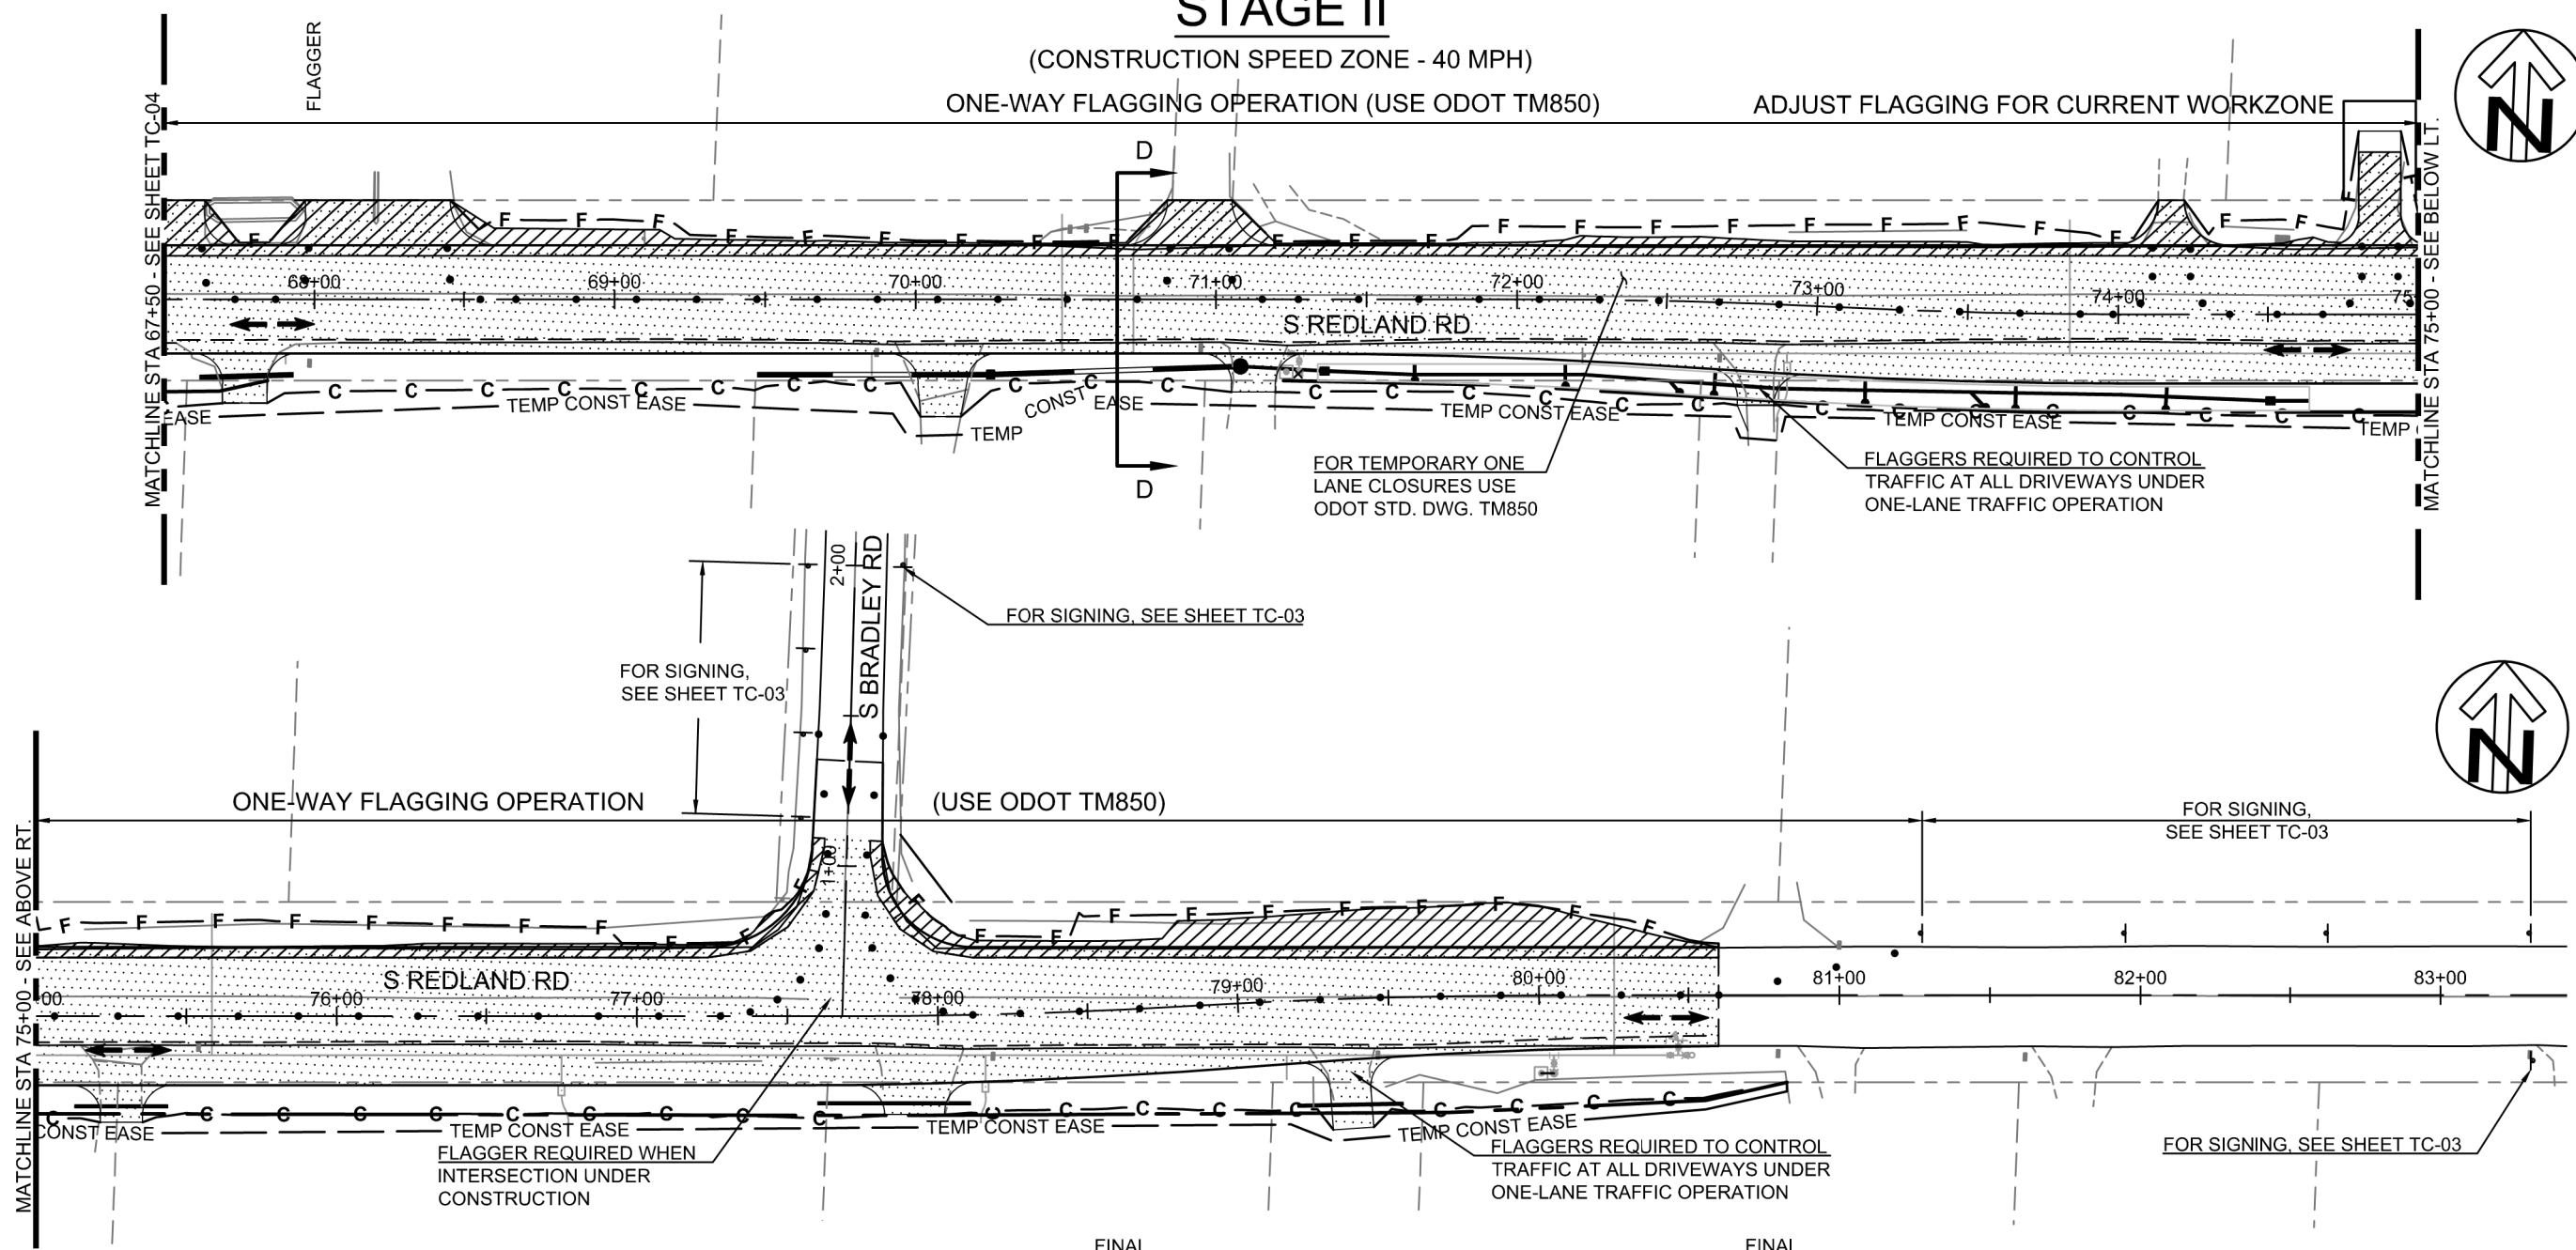 STAGE II
(CONSTRUCTION SPEED ZONE - 40 MPH)
FLAGGER
ONE-WAY FLAGGING OPERATION (USE ODOT TM850)
ADJUST FLAGGING FOR CURRENT WORKZONE
N
MATCHLINE STA 67+50 - SEE SHEET TC-04
MATCHLINE STA 75+00 - SEE BELOW LT.
D
F F F F F F F F F F F F F F F F F F F F F F F F F
68+00 69+00 70+00 71+00 72+00 73+00 74+00 75
S REDLAND RD
C C C C C C C C C C C C C C C C C C C C C C C C C C
EASE
TEMP CONST EASE
TEMP
CONST
EASE
TEMP CONST EASE
TEMP CONST EASE
TEMP
D
FOR TEMPORARY ONE
LANE CLOSURES USE
ODOT STD. DWG. TM850
FLAGGERS REQUIRED TO CONTROL
TRAFFIC AT ALL DRIVEWAYS UNDER
ONE-LANE TRAFFIC OPERATION
2+00
S BRADLEY RD
FOR SIGNING, SEE SHEET TC-03
FOR SIGNING,
SEE SHEET TC-03
N
ONE-WAY FLAGGING OPERATION
(USE ODOT TM850)
FOR SIGNING,
SEE SHEET TC-03
MATCHLINE STA 75+00 - SEE ABOVE RT.
1+00
F F F F F F F F F F F F F F F F F F F F F F
S REDLAND RD
00 76+00 77+00 78+00 79+00 80+00 81+00 82+00 83+00
C C C C C C C C C C C C C C C C C C C C C C
CONST EASE
TEMP CONST EASE
TEMP CONST EASE
TEMP CONST EASE
FLAGGER REQUIRED WHEN
INTERSECTION UNDER
CONSTRUCTION
FLAGGERS REQUIRED TO CONTROL
TRAFFIC AT ALL DRIVEWAYS UNDER
ONE-LANE TRAFFIC OPERATION
FOR SIGNING, SEE SHEET TC-03
FINAL
FINAL